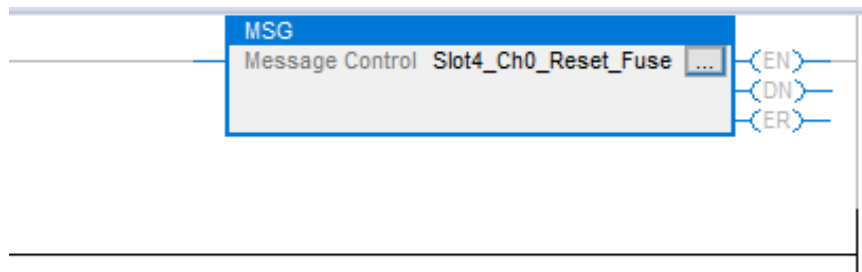 MSG
Message Control Slot4_Ch0_Reset_Fuse ... EN
DN
ER